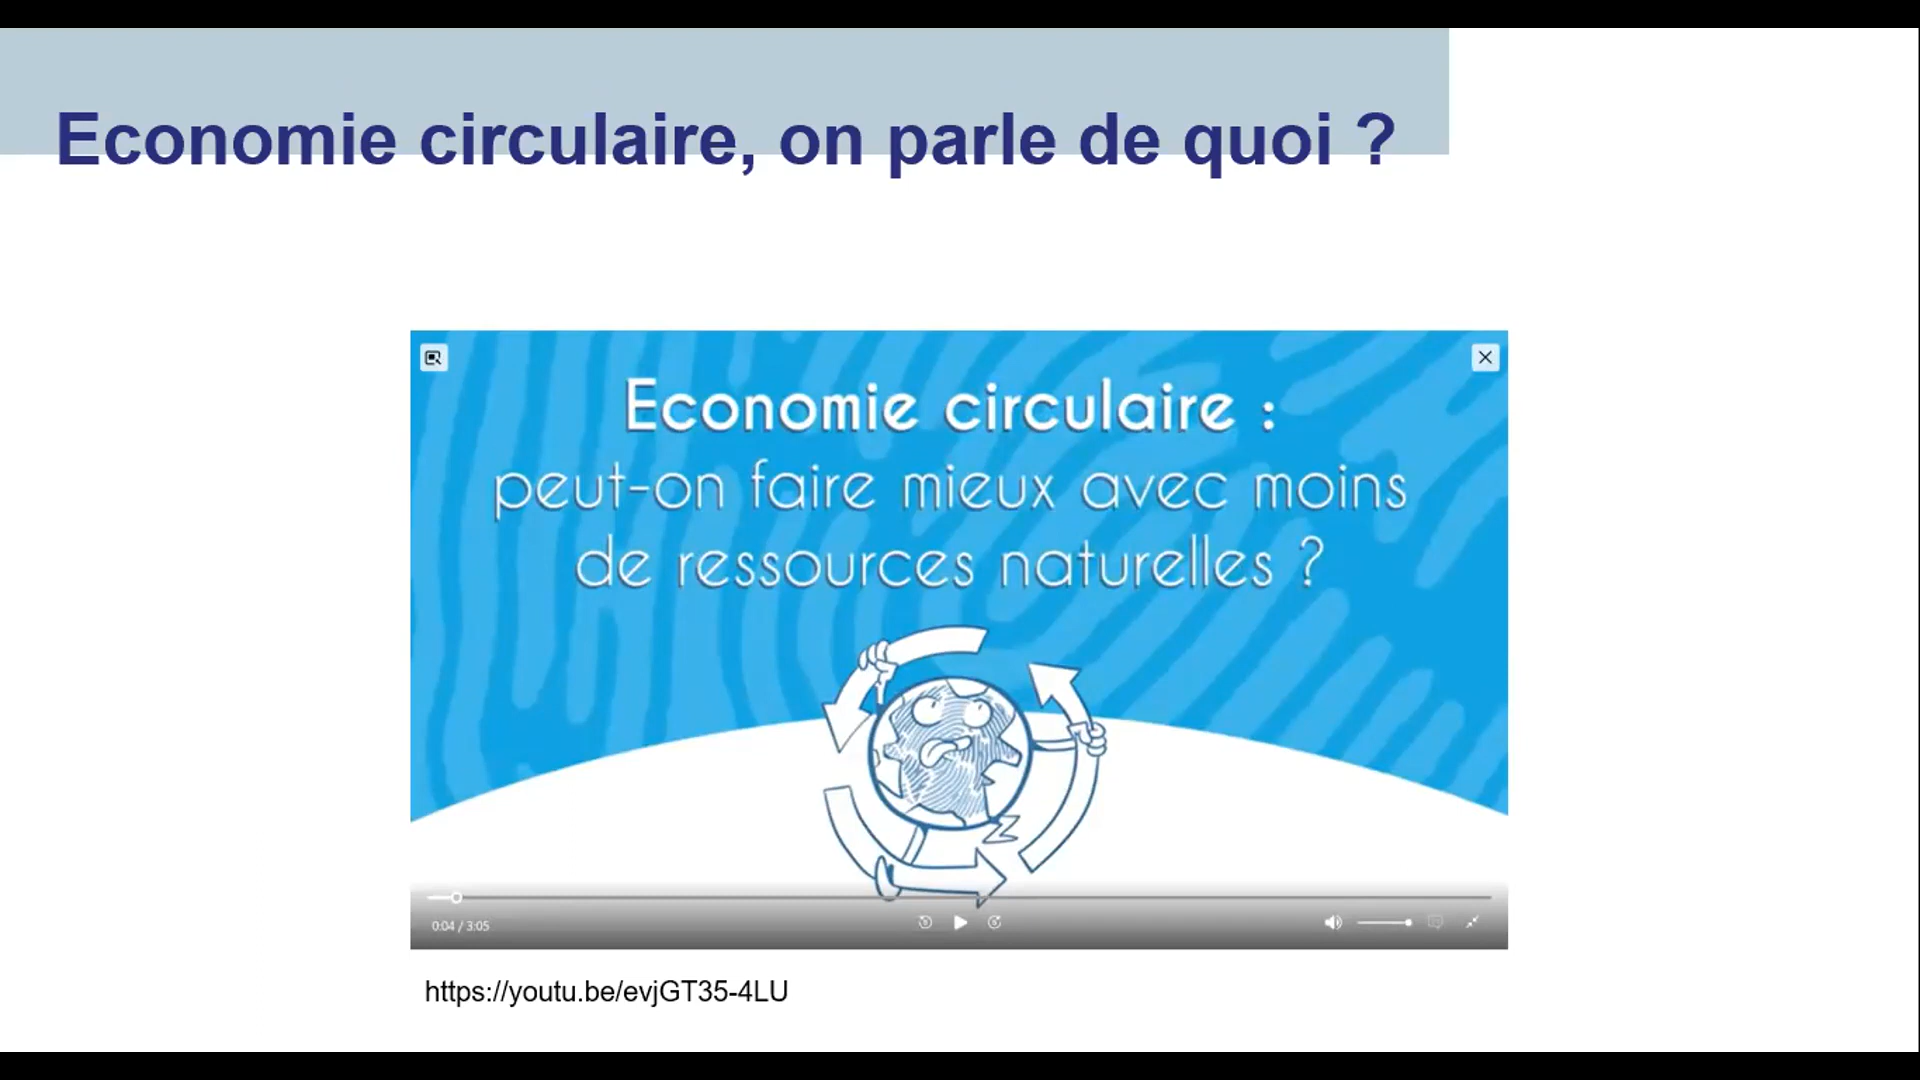 Economie circulaire, on parle de quoi ?
Economie circulaire :
peut-on faire mieux avec moins
de ressources naturelles ?
0:04 / 3:05
https://youtu.be/evjGT35-4LU